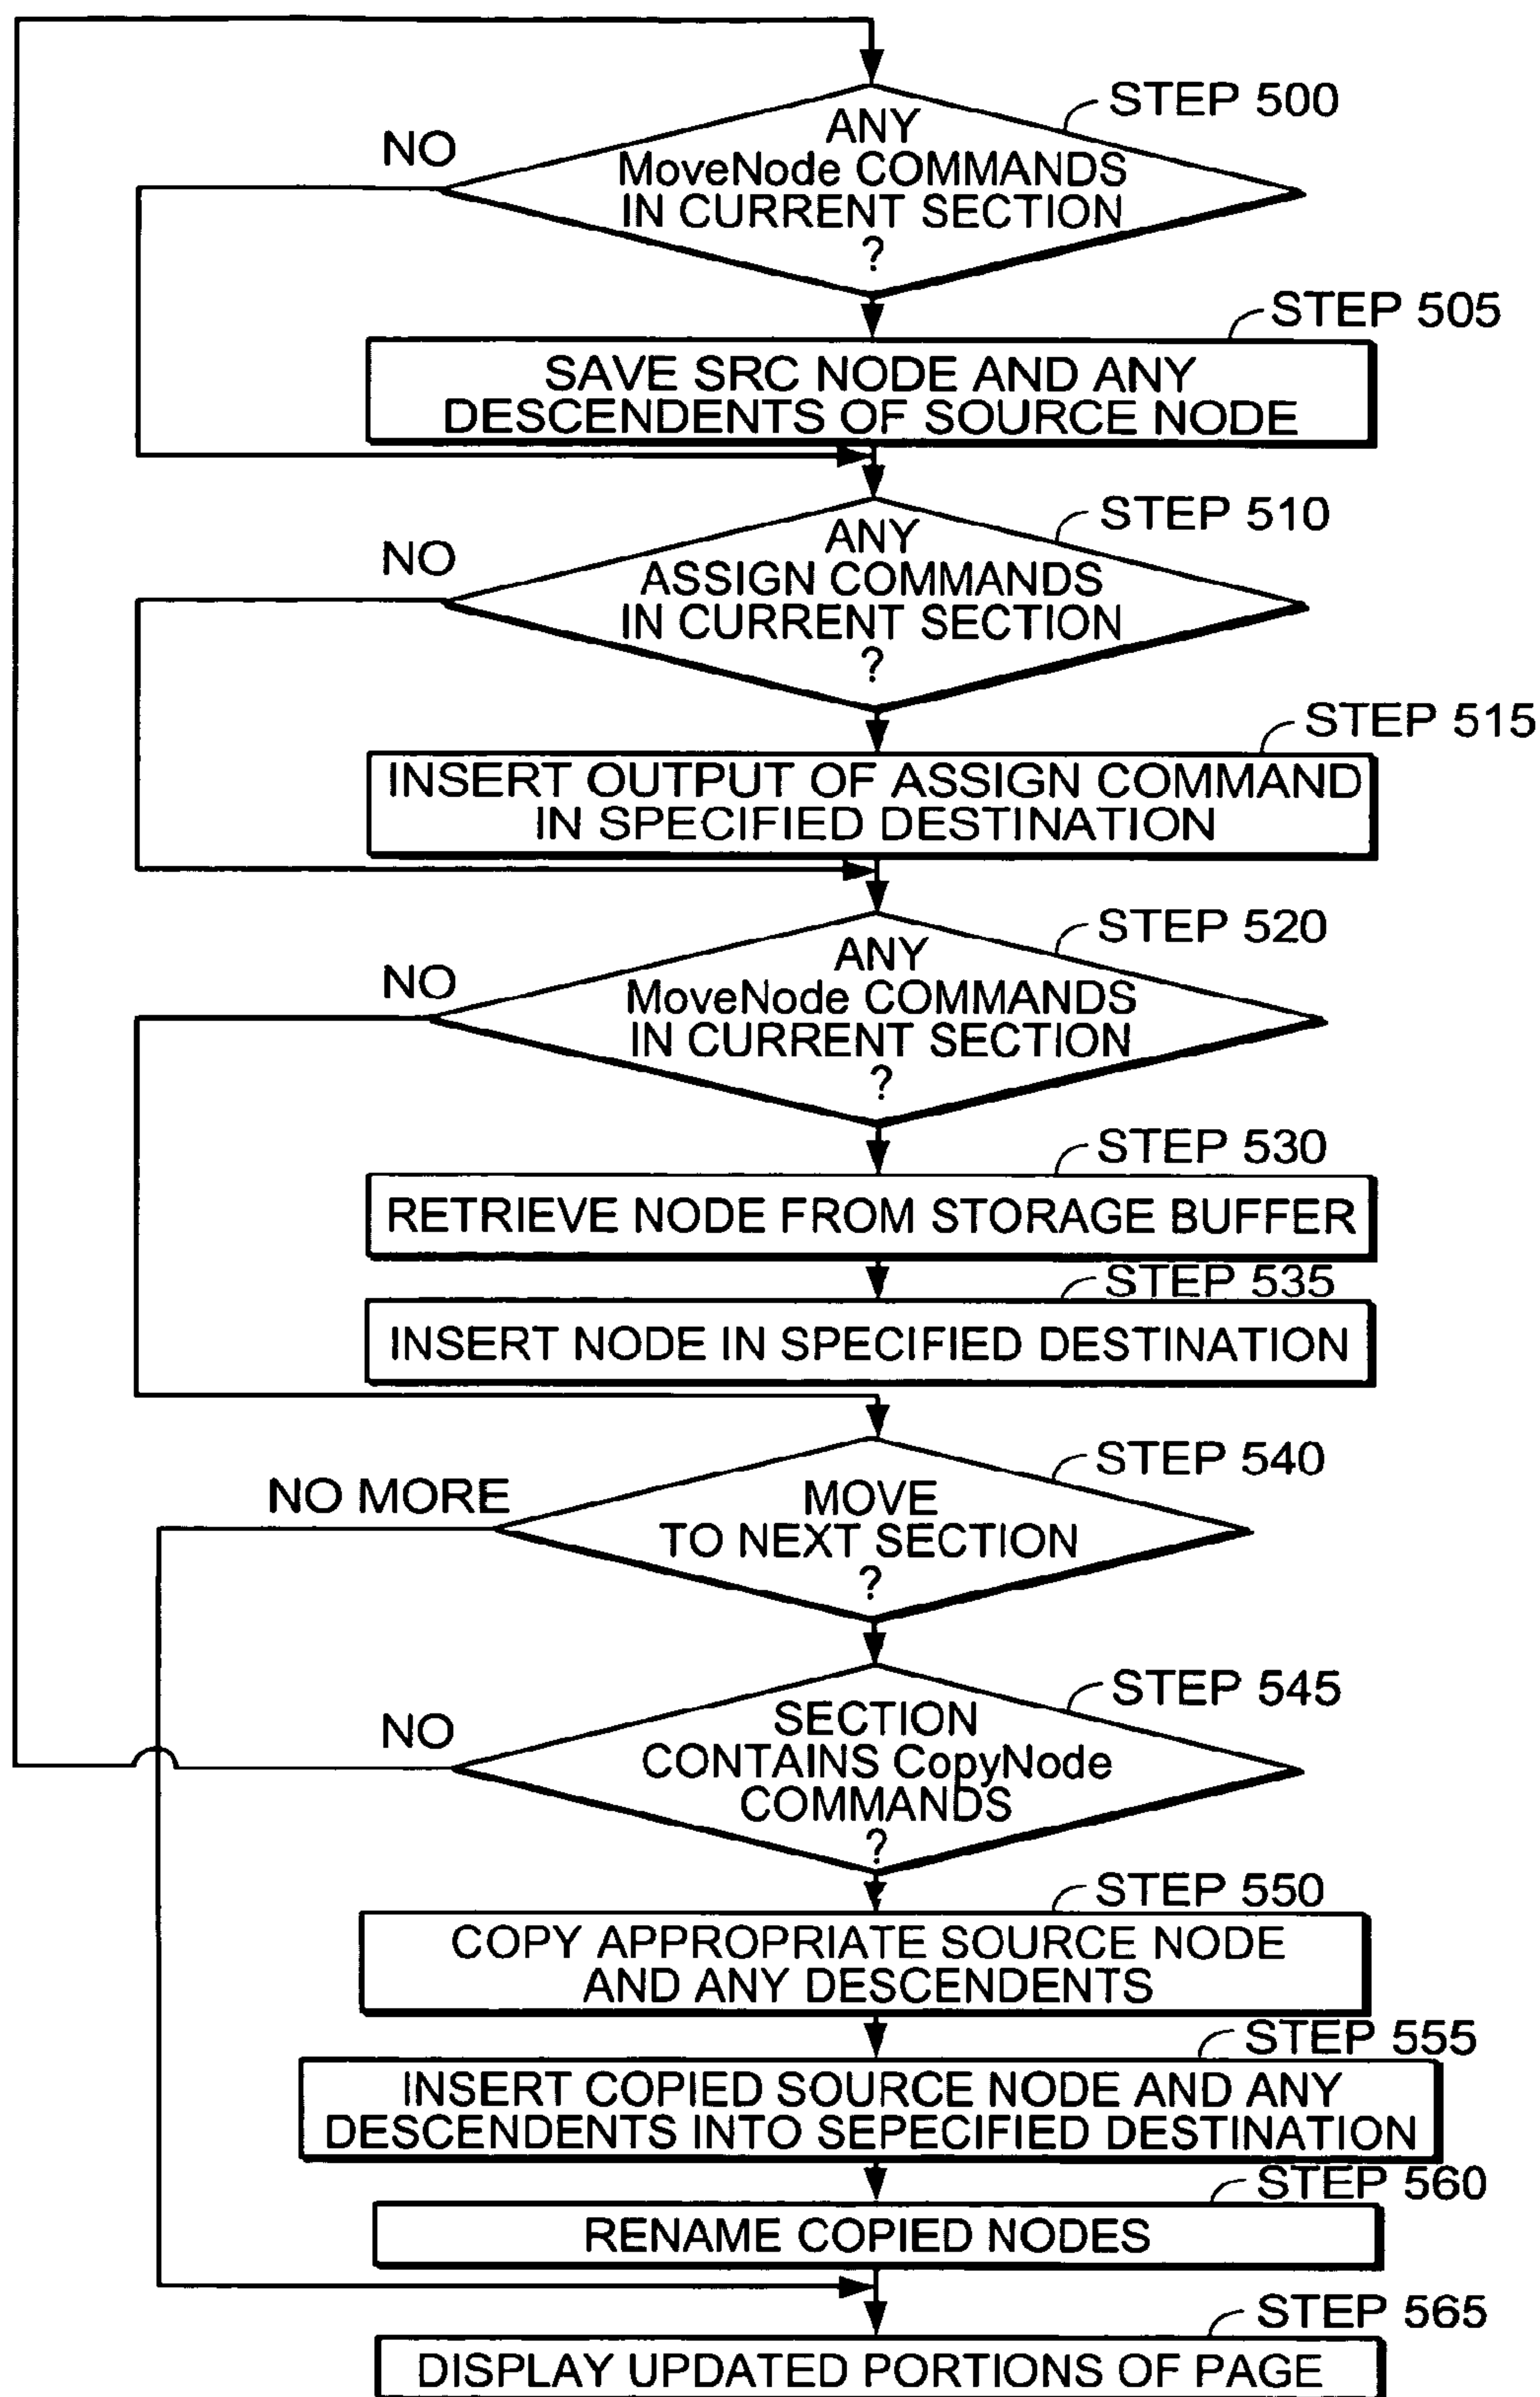 STEP 500
NO
ANY
MoveNode COMMANDS
IN CURRENT SECTION
?
STEP 505
SAVE SRC NODE AND ANY
DESCENDENTS OF SOURCE NODE
STEP 510
NO
ANY
ASSIGN COMMANDS
IN CURRENT SECTION
?
STEP 515
INSERT OUTPUT OF ASSIGN COMMAND
IN SPECIFIED DESTINATION
STEP 520
NO
ANY
MoveNode COMMANDS
IN CURRENT SECTION
?
STEP 530
RETRIEVE NODE FROM STORAGE BUFFER
STEP 535
INSERT NODE IN SPECIFIED DESTINATION
STEP 540
NO MORE
MOVE
TO NEXT SECTION
?
STEP 545
NO
SECTION
CONTAINS CopyNode
COMMANDS
?
STEP 550
COPY APPROPRIATE SOURCE NODE
AND ANY DESCENDENTS
STEP 555
INSERT COPIED SOURCE NODE AND ANY
DESCENDENTS INTO SEPECIFIED DESTINATION
STEP 560
RENAME COPIED NODES
STEP 565
DISPLAY UPDATED PORTIONS OF PAGE